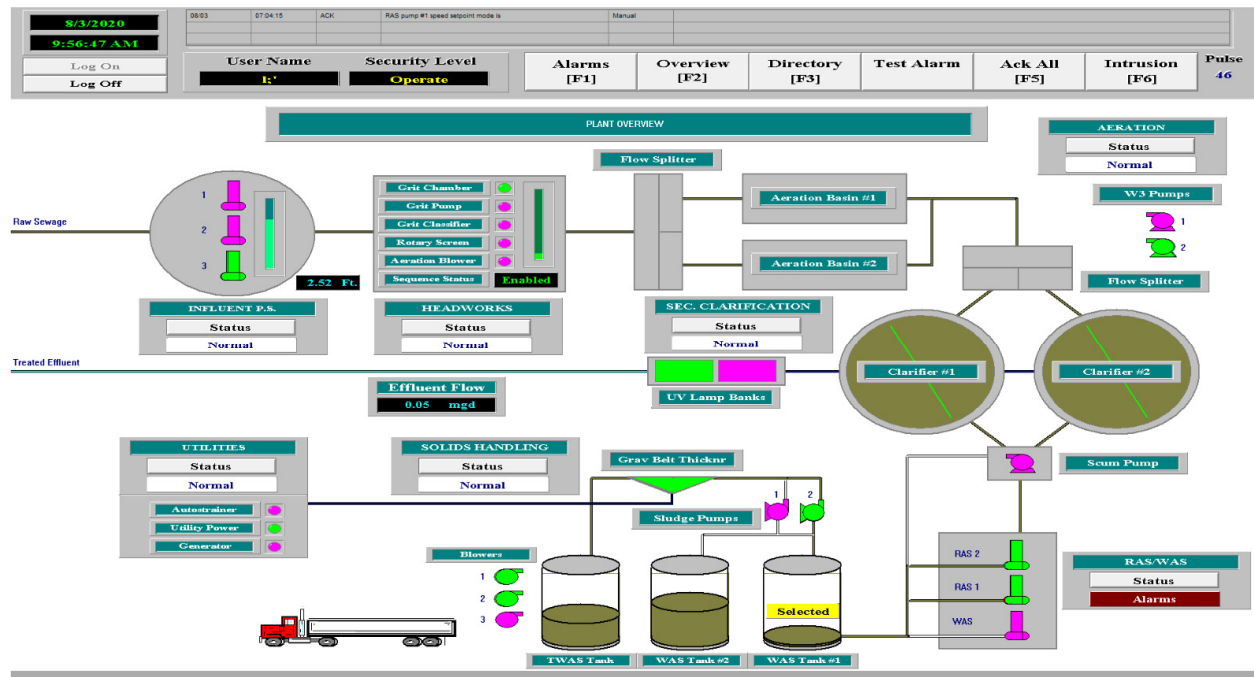 8/3/2020
9:56:47 AM
Log On
Log Off
08/03 07:04:15 ACK RAS pump #1 speed setpoint mode is Manual
User Name
l;'
Security Level
Operate
Alarms
[F1]
Overview
[F2]
Directory
[F3]
Test Alarm
Ack All
[F5]
Intrusion
[F6]
Pulse
46
PLANT OVERVIEW
AERATION
Status
Normal
Flow Splitter
Raw Sewage
1
2
3
2.52 Ft.
Grit Chamber
Grit Pump
Grit Classifier
Rotary Screen
Aeration Blower
Sequence Status Enabled
Aeration Basin #1
Aeration Basin #2
W3 Pumps
1
2
Flow Splitter
INFLUENT P.S.
Status
Normal
HEADWORKS
Status
Normal
SEC. CLARIFICATION
Status
Normal
Treated Effluent
Effluent Flow
0.05 mgd
UV Lamp Banks
Clarifier #1
Clarifier #2
UTILITIES
Status
Normal
Autostrainer
Utility Power
Generator
SOLIDS HANDLING
Status
Normal
Grav Belt Thicknr
1 2
Sludge Pumps
Scum Pump
Blowers
1
2
3
Selected
TWAS Tank
WAS Tank #2
WAS Tank #1
RAS 2
RAS 1
WAS
RAS/WAS
Status
Alarms